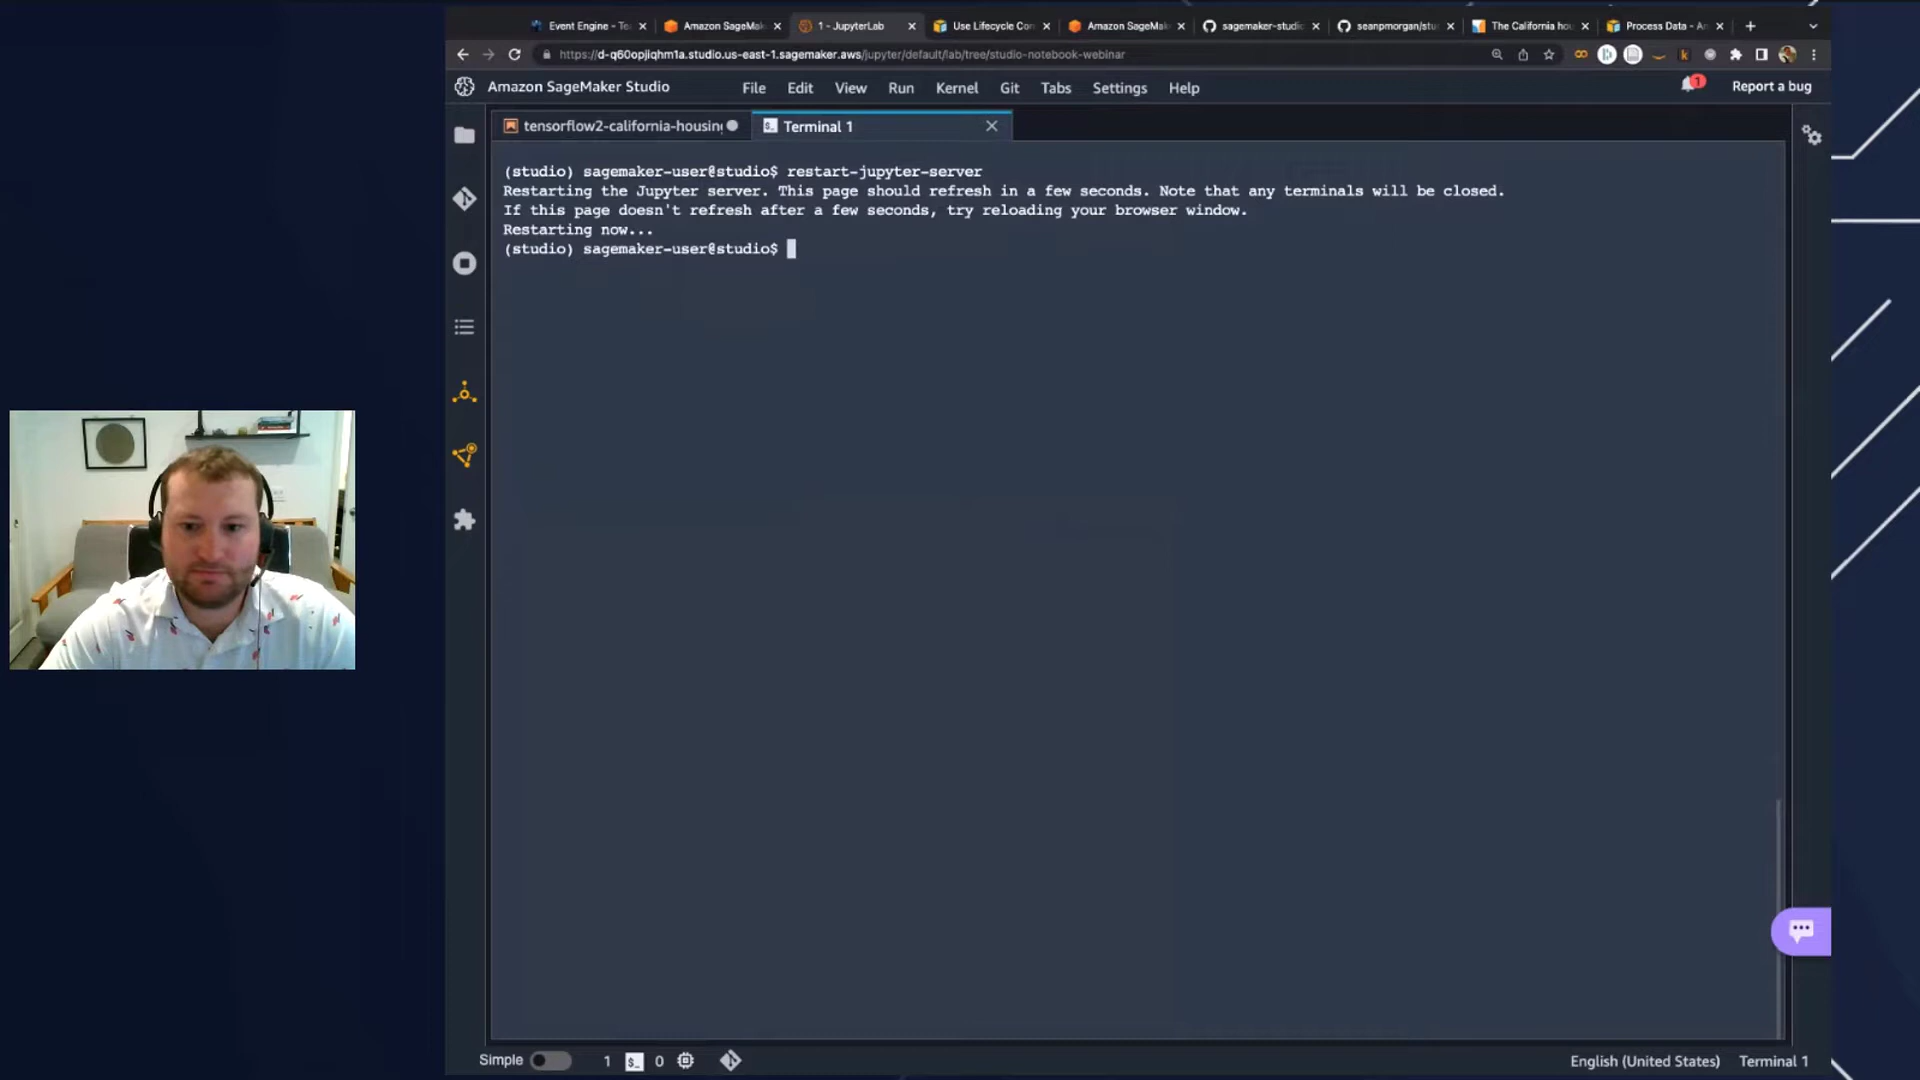 Event Engine - Te
Amazon SageMak
1 - JupyterLab
Use Lifecycle Con
Amazon SageMak
sagemaker-studio
seanpmorgan/stu
The California hou
Process Data - A
https://d-q60opjiqhm1a.studio.us-east-1.sagemaker.aws/jupyter/default/lab/tree/studio-notebook-webinar
Amazon SageMaker Studio
File Edit View Run Kernel Git Tabs Settings Help
1
Report a bug
tensorflow2-california-housing
Terminal 1
(studio) sagemaker-user@studio$ restart-jupyter-server
Restarting the Jupyter server. This page should refresh in a few seconds. Note that any terminals will be closed.
If this page doesn't refresh after a few seconds, try reloading your browser window.
Restarting now...
(studio) sagemaker-user@studio$
Simple
1
$_
0
English (United States)
Terminal 1